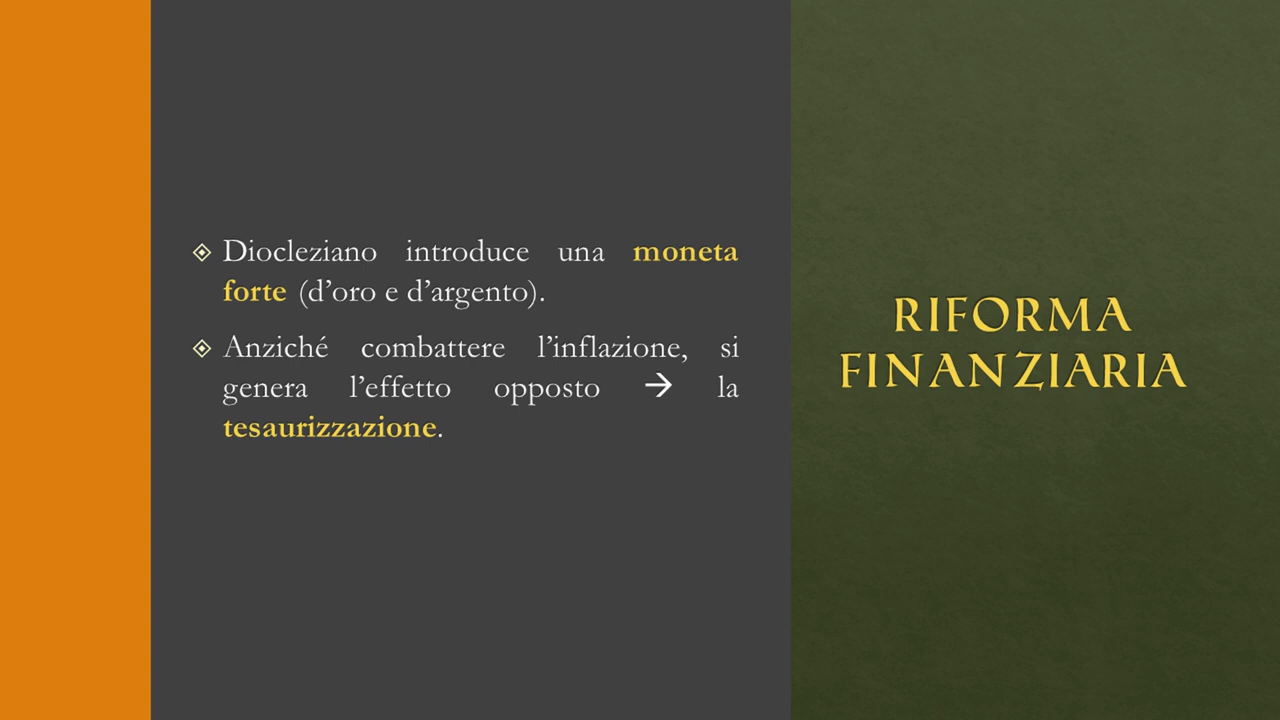 Diocleziano introduce una moneta
forte (d’oro e d’argento).
Anziché combattere l’inflazione, si
genera l’effetto opposto → la
tesaurizzazione.
RIFORMA
FINANZIARIA